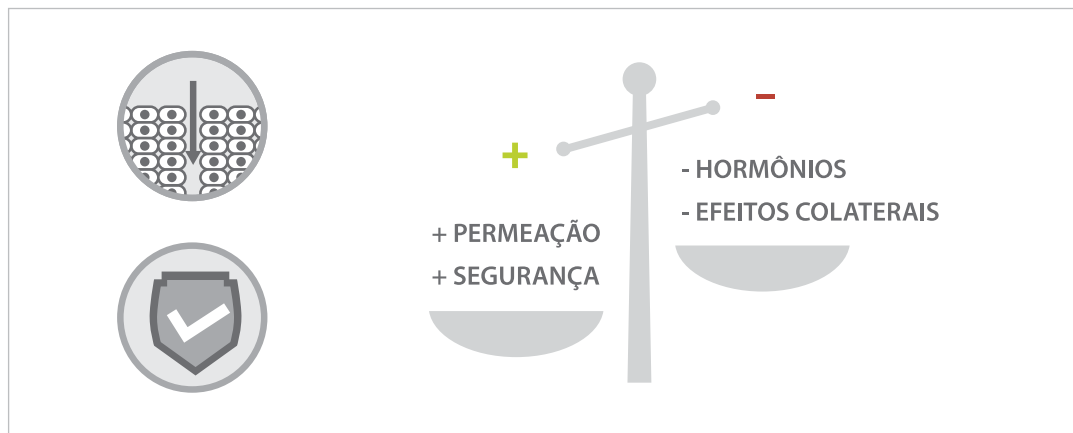 +
-
+ PERMEAÇÃO
+ SEGURANÇA
- HORMÔNIOS
- EFEITOS COLATERAIS